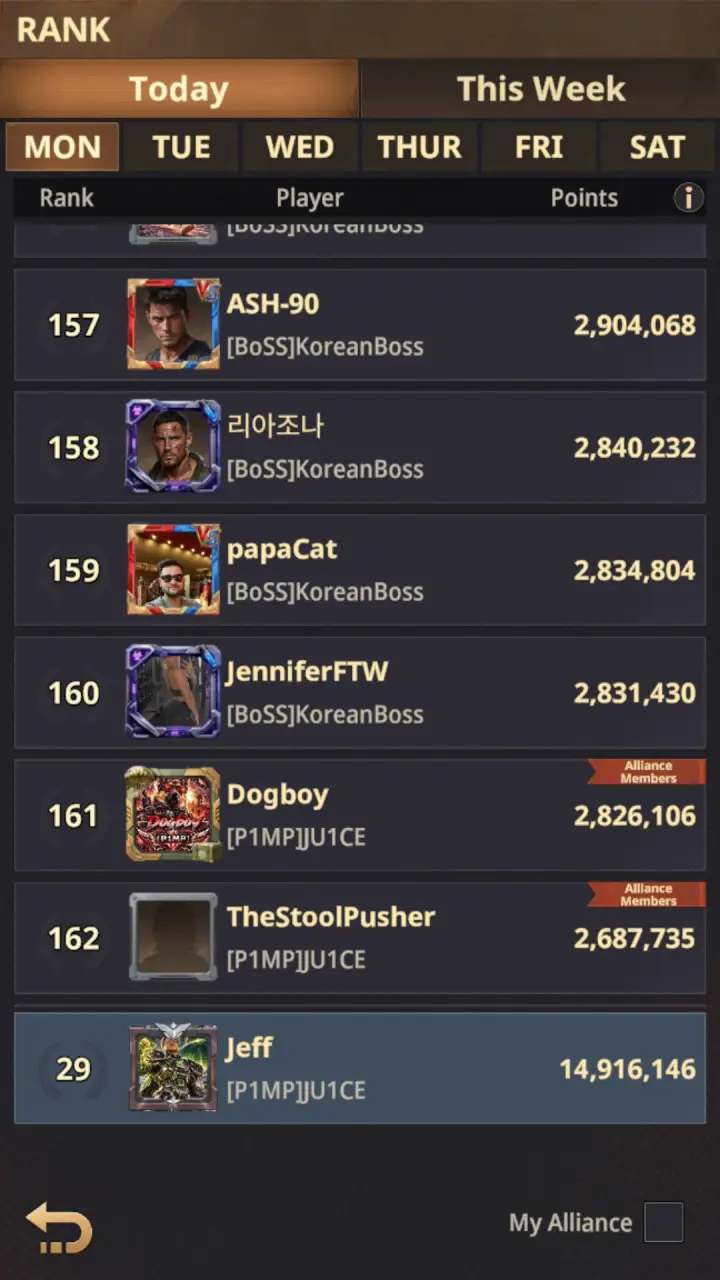 RANK
Today
This Week
MON
TUE
WED
THUR
FRI
SAT
Rank
Player
Points
[BoSS]KoreanBoss
157
ASH-90
[BoSS]KoreanBoss
2,904,068
158
리아조나
[BoSS]KoreanBoss
2,840,232
159
papaCat
[BoSS]KoreanBoss
2,834,804
160
JenniferFTW
[BoSS]KoreanBoss
2,831,430
161
Dogboy
[P1MP]JU1CE
Alliance
Members
2,826,106
162
TheStoolPusher
[P1MP]JU1CE
Alliance
Members
2,687,735
29
Jeff
[P1MP]JU1CE
14,916,146
My Alliance